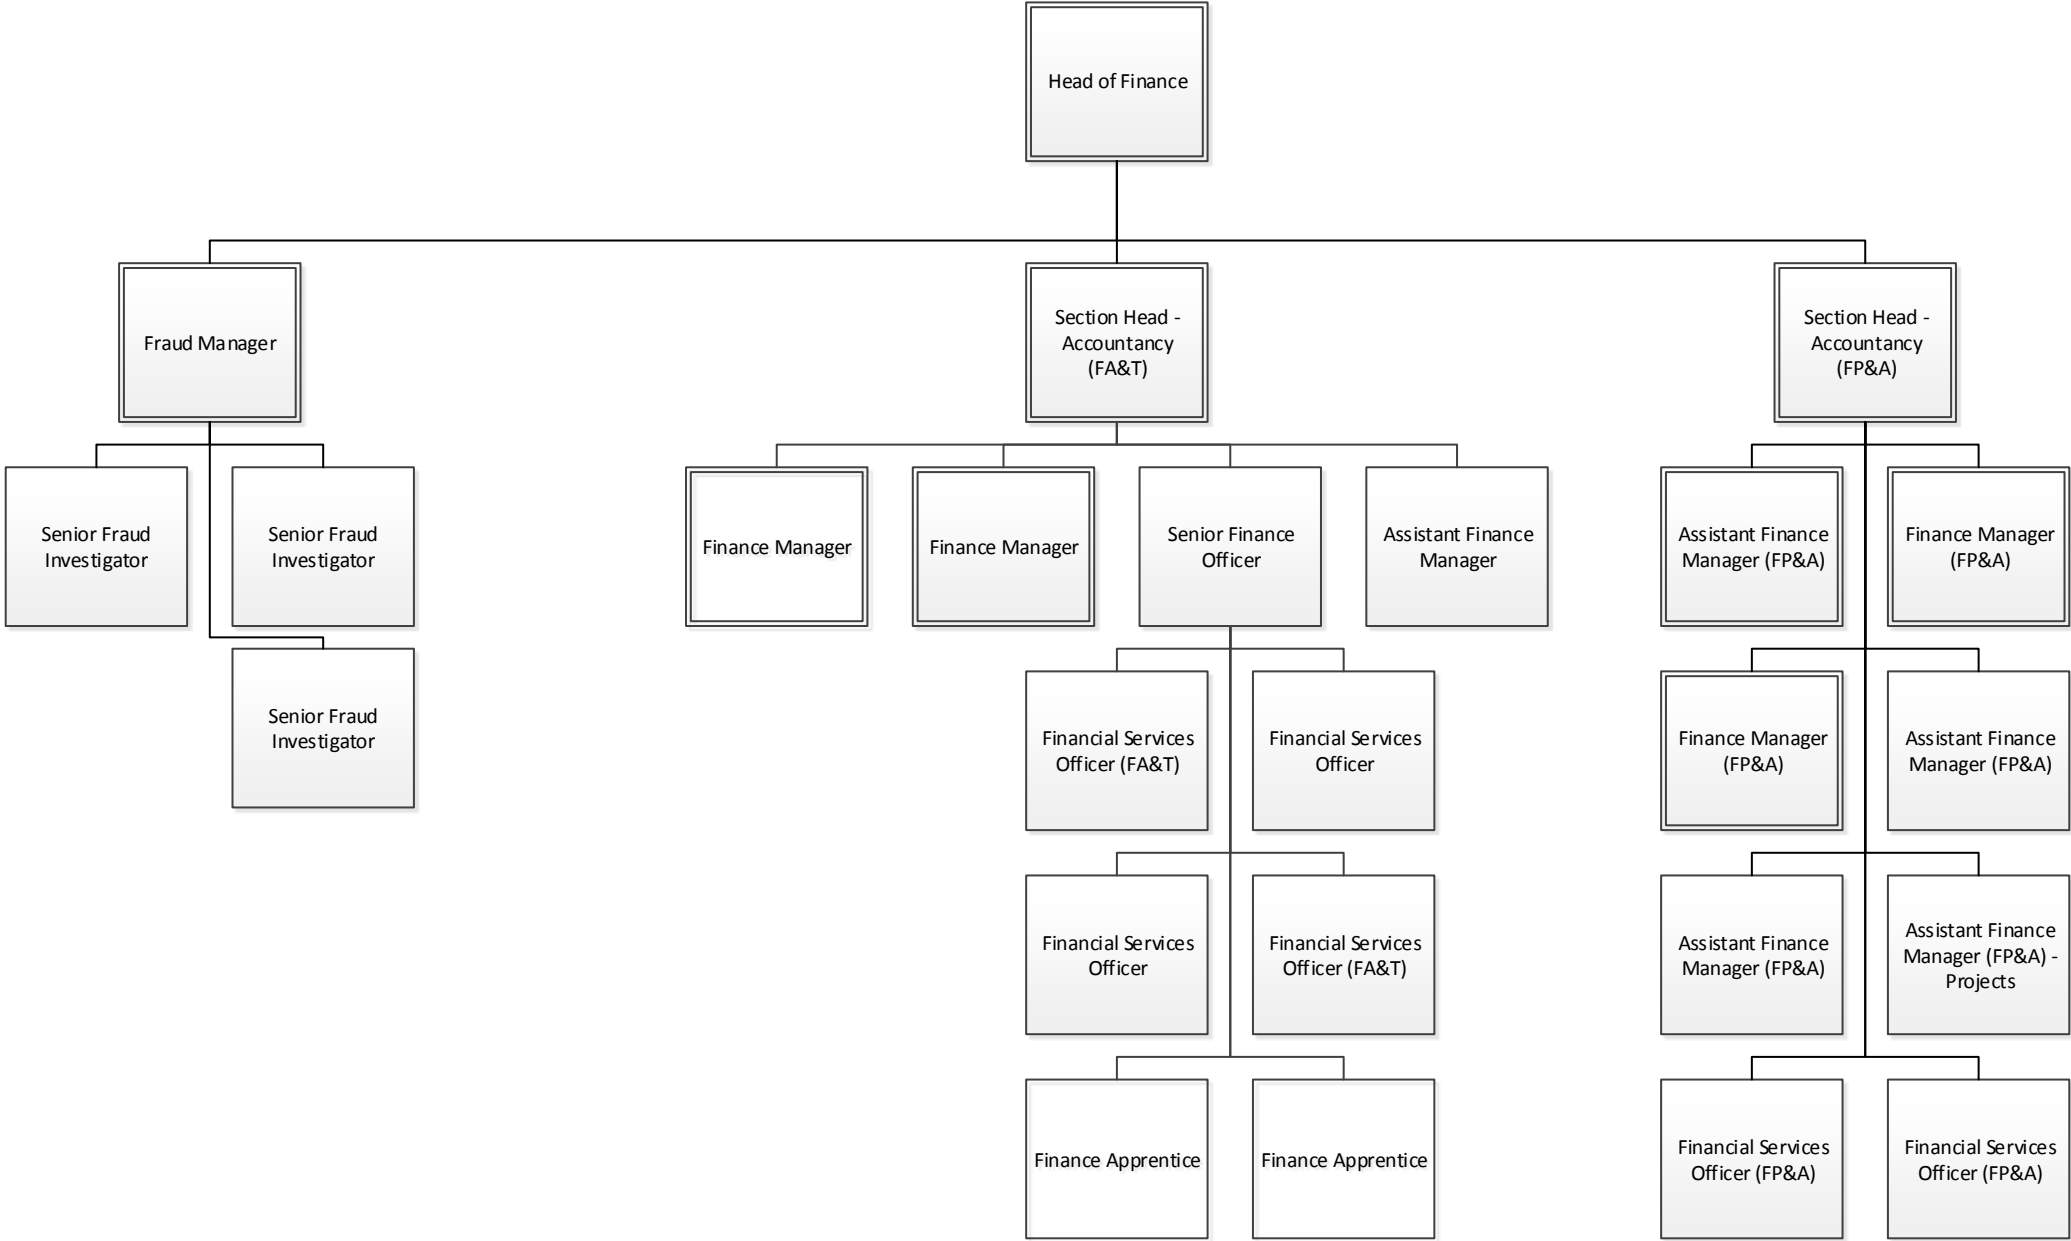 Head of Finance
Fraud Manager
Section Head -
Accountancy
(FA&T)
Section Head -
Accountancy
(FP&A)
Senior Fraud
Investigator
Senior Fraud
Investigator
Finance Manager
Finance Manager
Senior Finance
Officer
Assistant Finance
Manager
Assistant Finance
Manager (FP&A)
Finance Manager
(FP&A)
Senior Fraud
Investigator
Financial Services
Officer (FA&T)
Financial Services
Officer
Finance Manager
(FP&A)
Assistant Finance
Manager (FP&A)
Financial Services
Officer
Financial Services
Officer (FA&T)
Assistant Finance
Manager (FP&A)
Assistant Finance
Manager (FP&A) -
Projects
Finance Apprentice
Finance Apprentice
Financial Services
Officer (FP&A)
Financial Services
Officer (FP&A)